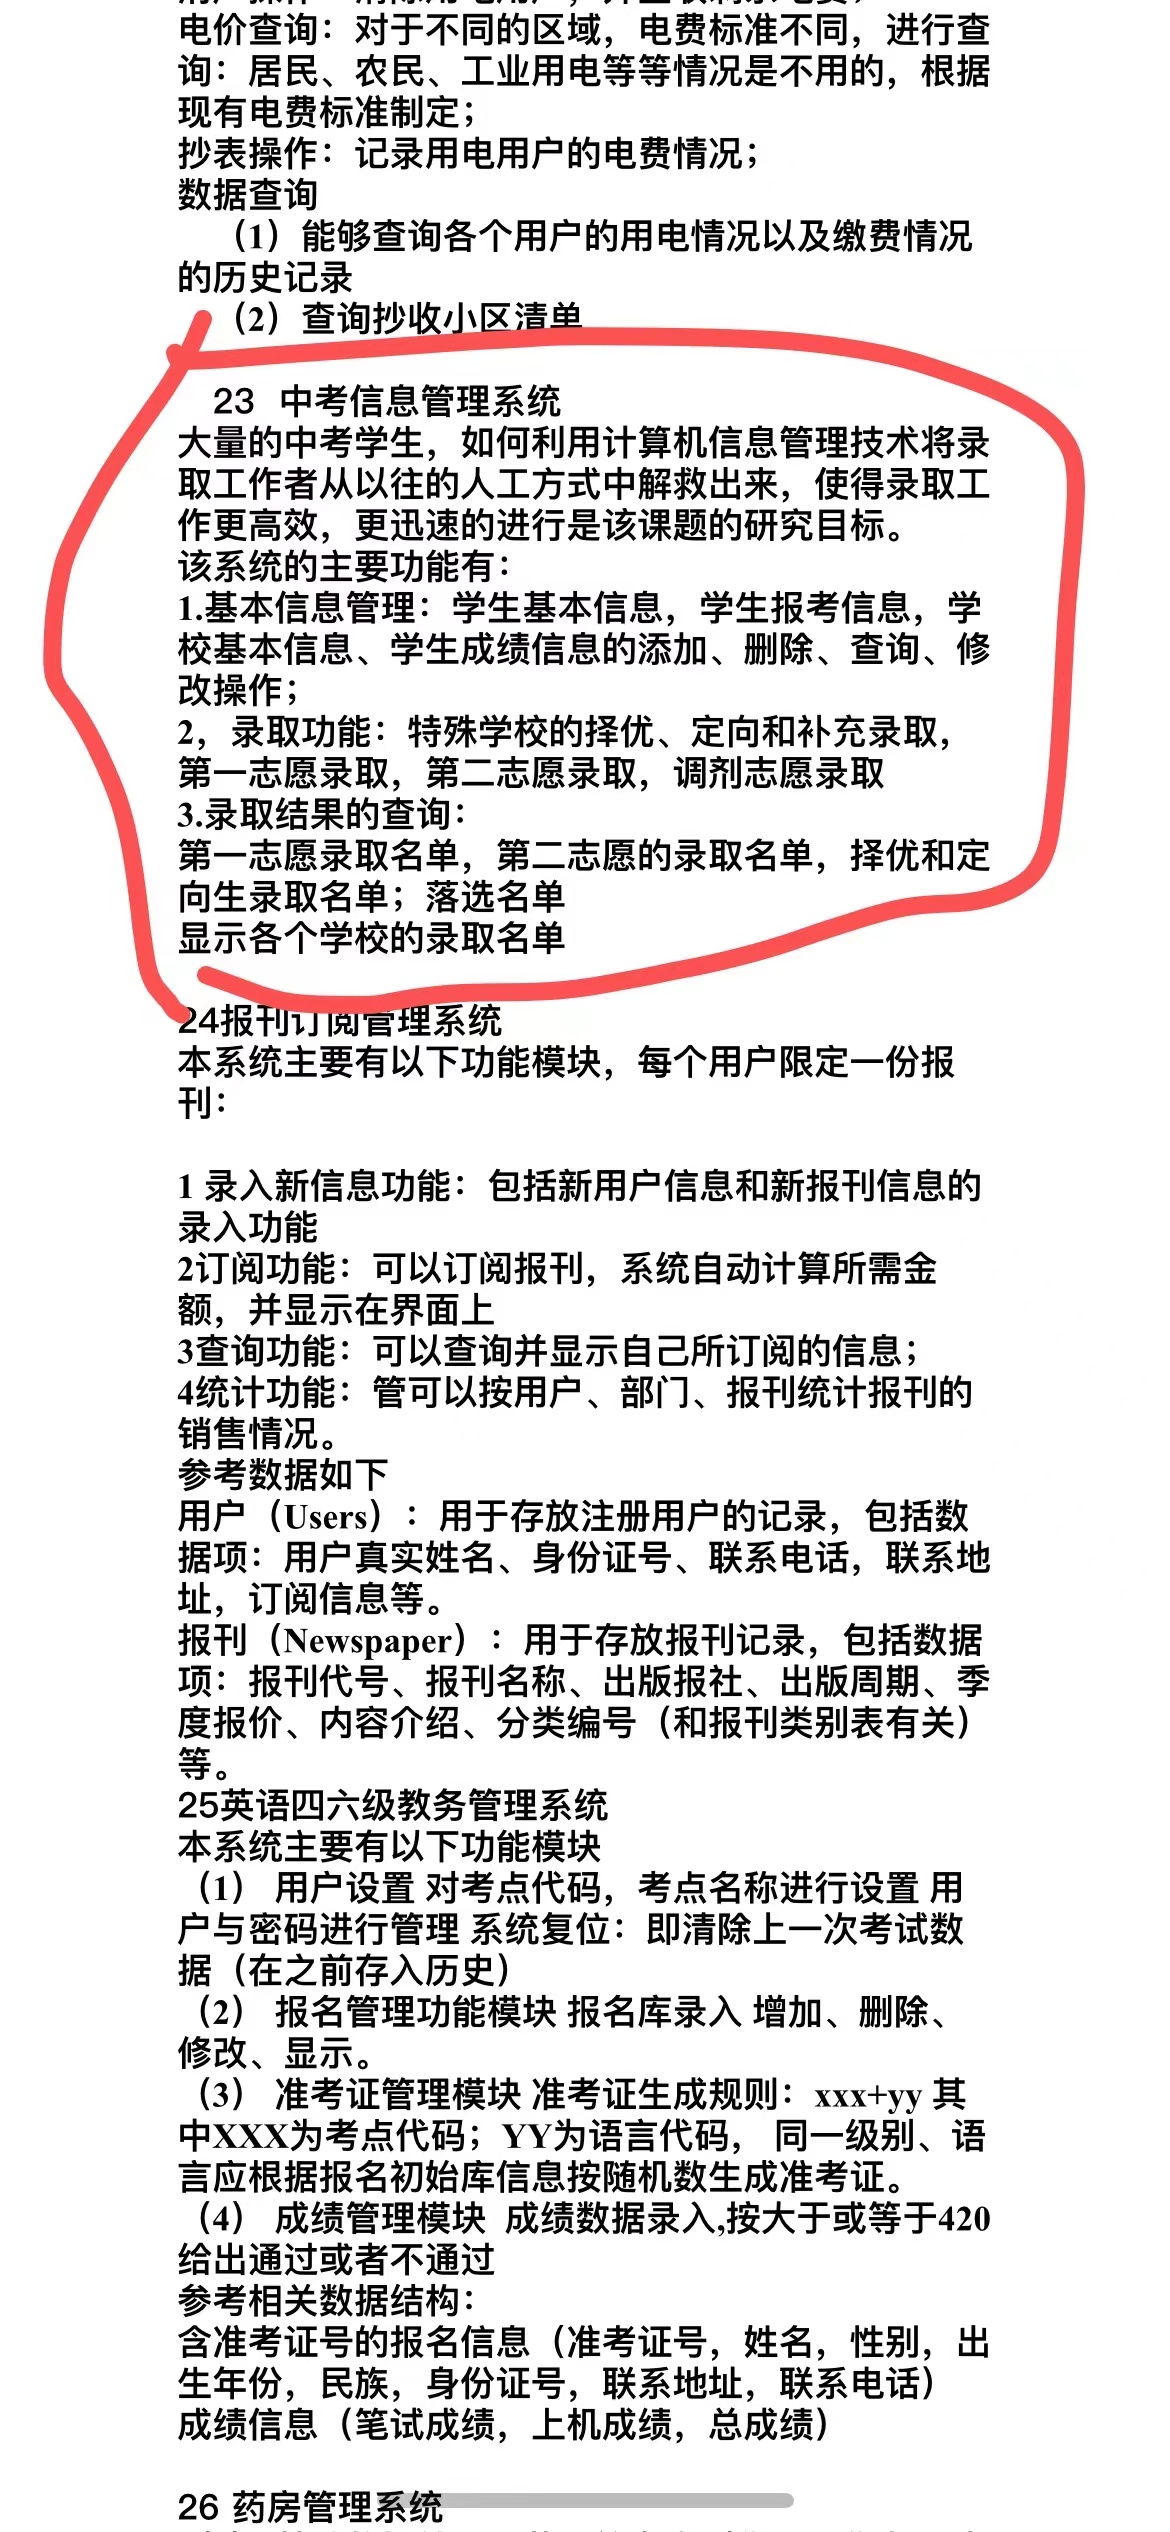 电价查询：对于不同的区域，电费标准不同，进行查
询：居民、农民、工业用电等等情况是不用的，根据
现有电费标准制定；
抄表操作：记录用电用户的电费情况；
数据查询
（1）能够查询各个用户的用电情况以及缴费情况
的历史记录
（2）查询抄收小区清单
23 中考信息管理系统
大量的中考学生，如何利用计算机信息管理技术将录
取工作者从以往的人工方式中解救出来，使得录取工
作更高效，更迅速的进行是该课题的研究目标。
该系统的主要功能有：
1.基本信息管理：学生基本信息，学生报考信息，学
校基本信息、学生成绩信息的添加、删除、查询、修
改操作；
2，录取功能：特殊学校的择优、定向和补充录取，
第一志愿录取，第二志愿录取，调剂志愿录取
3.录取结果的查询：
第一志愿录取名单，第二志愿的录取名单，择优和定
向生录取名单；落选名单
显示各个学校的录取名单
24报刊订阅管理系统
本系统主要有以下功能模块，每个用户限定一份报
刊：
1 录入新信息功能：包括新用户信息和新报刊信息的
录入功能
2订阅功能：可以订阅报刊，系统自动计算所需金
额，并显示在界面上
3查询功能：可以查询并显示自己所订阅的信息；
4统计功能：管可以按用户、部门、报刊统计报刊的
销售情况。
参考数据如下
用户（Users）：用于存放注册用户的记录，包括数
据项：用户真实姓名、身份证号、联系电话，联系地
址，订阅信息等。
报刊（Newspaper）：用于存放报刊记录，包括数据
项：报刊代号、报刊名称、出版报社、出版周期、季
度报价、内容介绍、分类编号（和报刊类别表有关）
等。
25英语四六级教务管理系统
本系统主要有以下功能模块
（1） 用户设置 对考点代码，考点名称进行设置 用
户与密码进行管理 系统复位：即清除上一次考试数
据（在之前存入历史）
（2） 报名管理功能模块 报名库录入 增加、删除、
修改、显示。
（3） 准考证管理模块 准考证生成规则：xxx+yy 其
中XXX为考点代码；YY为语言代码， 同一级别、语
言应根据报名初始库信息按随机数生成准考证。
（4） 成绩管理模块 成绩数据录入,按大于或等于420
给出通过或者不通过
参考相关数据结构：
含准考证号的报名信息（准考证号，姓名，性别，出
生年份，民族，身份证号，联系地址，联系电话）
成绩信息（笔试成绩，上机成绩，总成绩）
26 药房管理系统